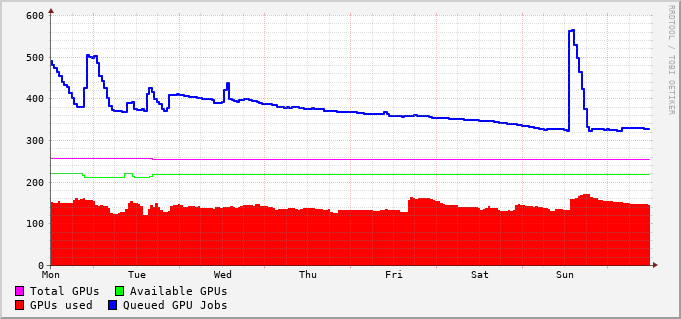 600
500
400
300
200
100
0
Mon Tue Wed Thu Fri Sat Sun
Total GPUs Available GPUs
GPUs used Queued GPU Jobs
RRDTOOL / TOBI OETIKER